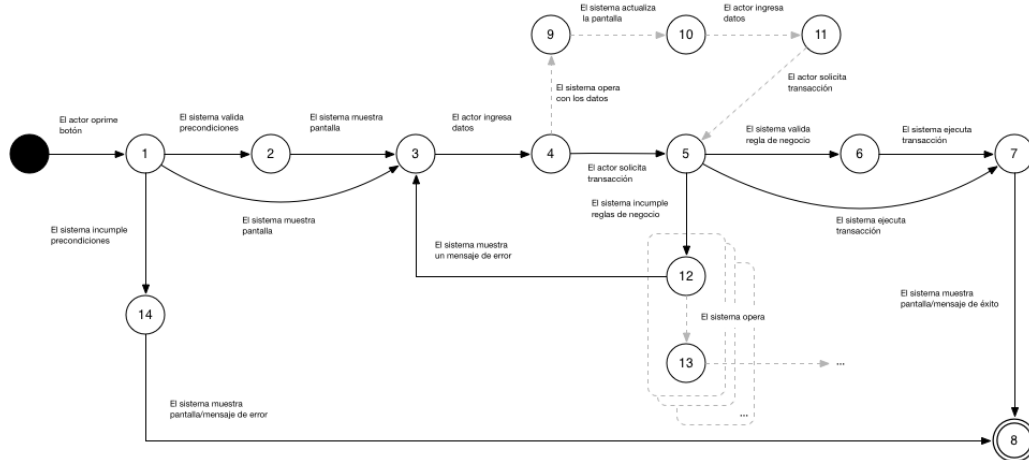 El sistema actualiza
la pantalla
El actor ingresa
datos
9
10
11
El sistema opera
con los datos
El actor solicita
transacción
El actor oprime
botón
El sistema valida
precondiciones
El sistema muestra
pantalla
El actor ingresa
datos
El sistema valida
regla de negocio
El sistema ejecuta
transacción
1
2
3
4
5
6
7
El actor solicita
transacción
El sistema incumple
reglas de negocio
El sistema muestra
pantalla
El sistema ejecuta
transacción
El sistema incumple
precondiciones
El sistema muestra
un mensaje de error
12
El sistema muestra
pantalla/mensaje de éxito
14
El sistema opera
13
...
...
El sistema muestra
pantalla/mensaje de error
8